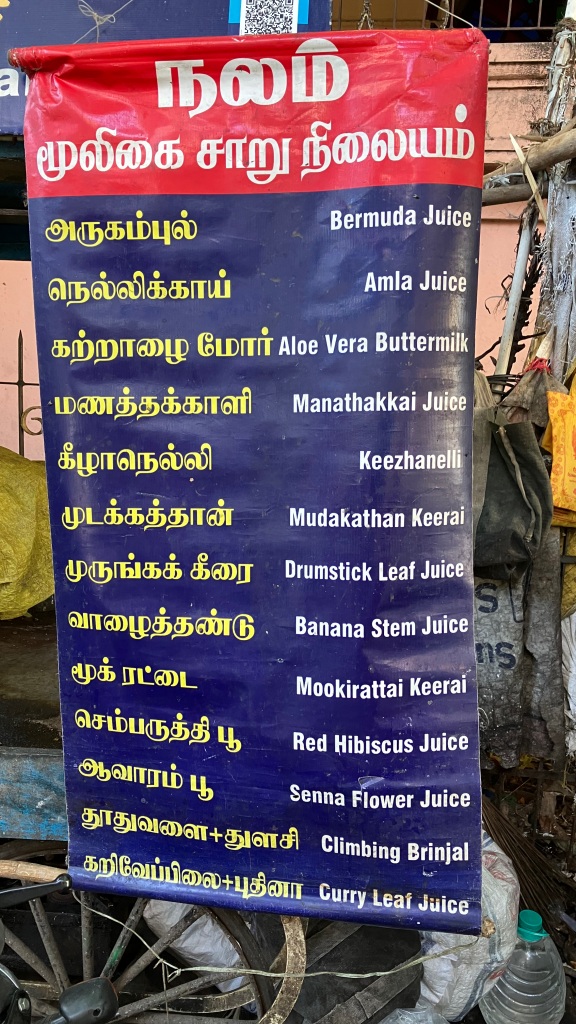 நலம்
மூலிகை சாறு நிலையம்
அருகம்புல் Bermuda Juice
நெல்லிக்காய் Amla Juice
கற்றாழை மோர் Aloe Vera Buttermilk
மணத்தக்காளி Manathakkai Juice
கீழாநெல்லி Keezhanelli
முடக்கத்தான் Mudakathan Keerai
முருங்கக் கீரை Drumstick Leaf Juice
வாழைத்தண்டு Banana Stem Juice
மூக் ரட்டை Mookirattai Keerai
செம்பருத்தி பூ Red Hibiscus Juice
ஆவாரம் பூ Senna Flower Juice
தூதுவளை+துளசி Climbing Brinjal
கறிவேப்பிலை+புதினா Curry Leaf Juice